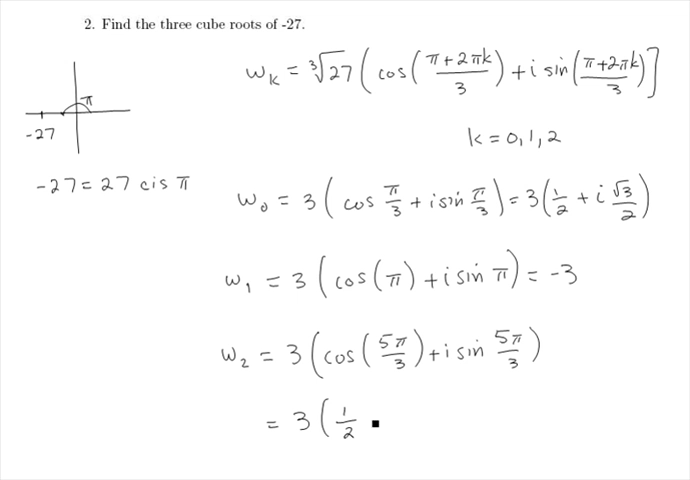 2. Find the three cube roots of -27.
w_k = ∛27 ( cos( (π+2πk)/3 ) + i sin( (π+2πk)/3 ) ]
π
-27
k = 0, 1, 2
-27 = 27 cis π
w_0 = 3 ( cos π/3 + i sin π/3 ) = 3 ( 1/2 + i √3/2 )
w_1 = 3 ( cos(π) + i sin π ) = -3
w_2 = 3 ( cos( 5π/3 ) + i sin 5π/3 )
= 3 ( 1/2